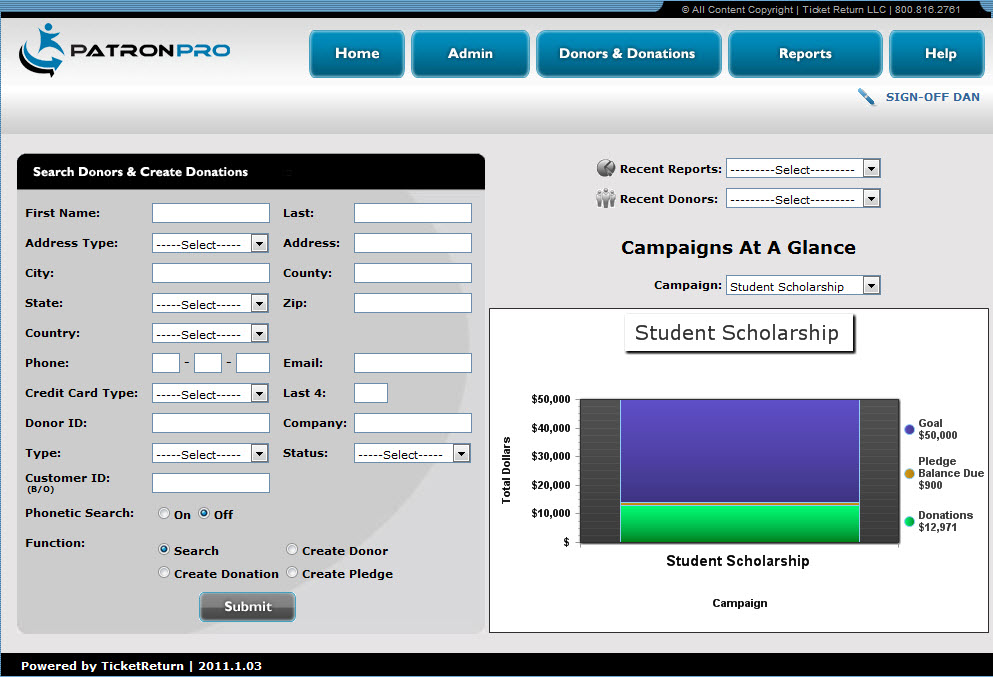 © All Content Copyright | Ticket Return LLC | 800.816.2761
PATRONPRO
Home
Admin
Donors & Donations
Reports
Help
SIGN-OFF DAN
Search Donors & Create Donations
First Name:
Last:
Address Type: -----Select-----
Address:
City:
County:
State: -----Select-----
Zip:
Country: -----Select-----
Phone: - -
Email:
Credit Card Type: -----Select-----
Last 4:
Donor ID:
Company:
Type: -----Select-----
Status: -----Select-----
Customer ID:
(B/O)
Phonetic Search: On Off
Function:
Search
Create Donor
Create Donation
Create Pledge
Submit
Recent Reports: ---------Select---------
Recent Donors: ---------Select---------
Campaigns At A Glance
Campaign: Student Scholarship
Student Scholarship
Total Dollars
$50,000
$40,000
$30,000
$20,000
$10,000
$
Goal
$50,000
Pledge
Balance Due
$900
Donations
$12,971
Student Scholarship
Campaign
Powered by TicketReturn | 2011.1.03